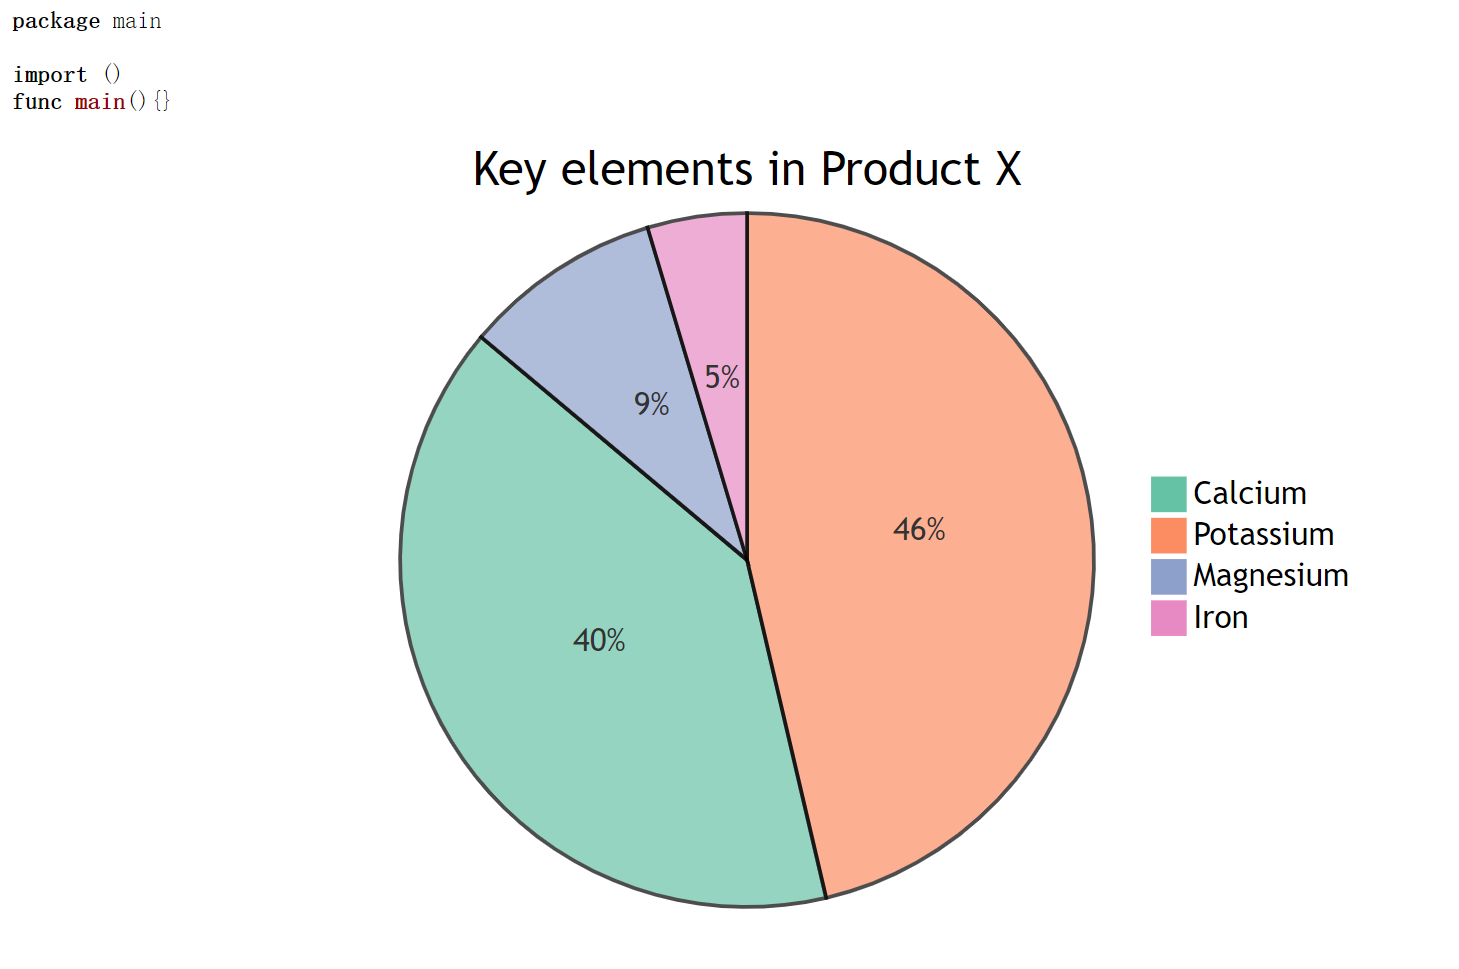 package main
import ()
func main(){}
Key elements in Product X
5%
9%
46%
40%
Calcium
Potassium
Magnesium
Iron